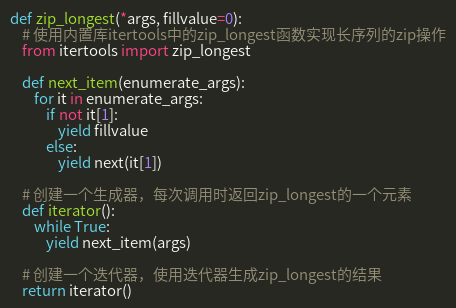 def zip_longest(*args, fillvalue=0):
    # 使用内置库itertools中的zip_longest函数实现长序列的zip操作
    from itertools import zip_longest

    def next_item(enumerate_args):
        for it in enumerate_args:
            if not it[1]:
                yield fillvalue
            else:
                yield next(it[1])

    # 创建一个生成器，每次调用时返回zip_longest的一个元素
    def iterator():
        while True:
            yield next_item(args)

    # 创建一个迭代器，使用迭代器生成zip_longest的结果
    return iterator()